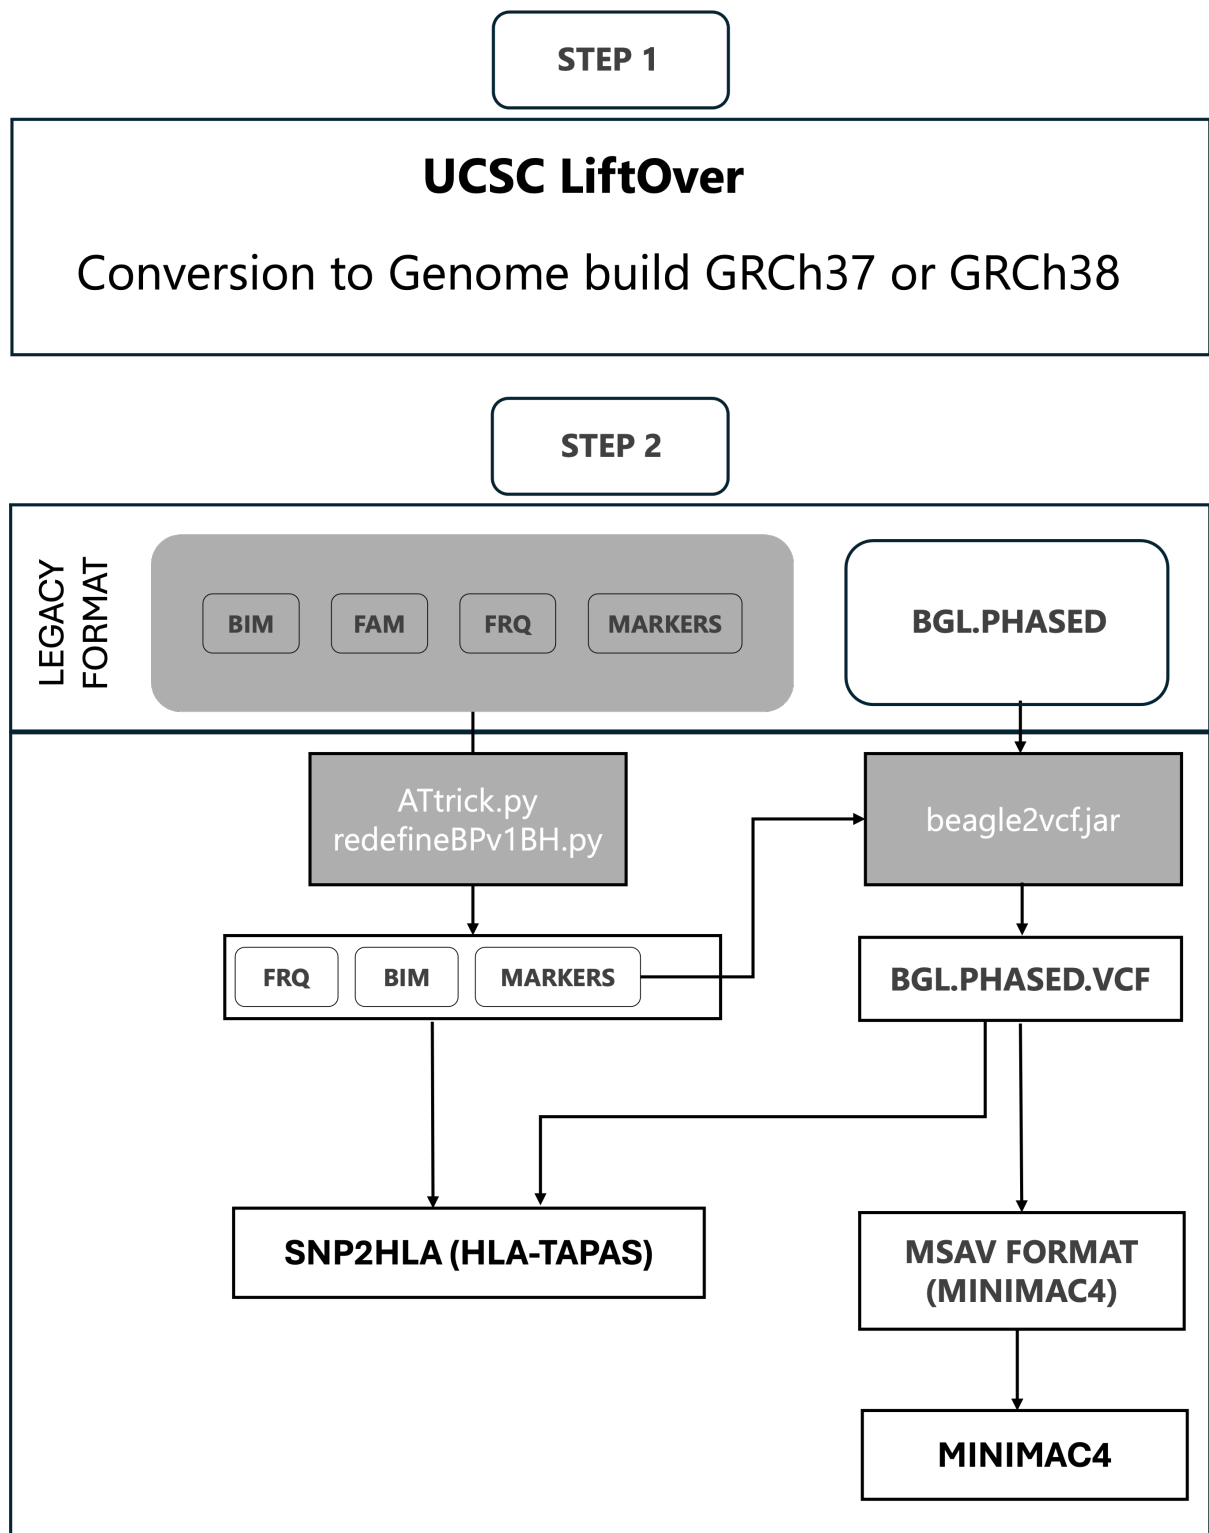 STEP 1
UCSC LiftOver
Conversion to Genome build GRCh37 or GRCh38
STEP 2
LEGACY
FORMAT
BIM
FAM
FRQ
MARKERS
BGL.PHASED
ATtrick.py
redefineBPv1BH.py
beagle2vcf.jar
FRQ
BIM
MARKERS
BGL.PHASED.VCF
SNP2HLA (HLA-TAPAS)
MSAV FORMAT
(MINIMAC4)
MINIMAC4